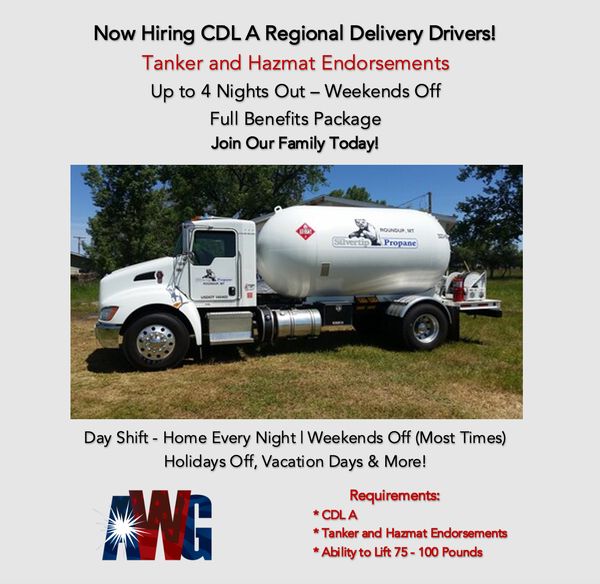 Now Hiring CDL A Regional Delivery Drivers!
Tanker and Hazmat Endorsements
Up to 4 Nights Out – Weekends Off
Full Benefits Package
Join Our Family Today!
ROUNDUP, MT
Silvertip Propane
ROUNDUP, MT
Day Shift - Home Every Night | Weekends Off (Most Times)
Holidays Off, Vacation Days & More!
AWG
Requirements:
* CDL A
* Tanker and Hazmat Endorsements
* Ability to Lift 75 - 100 Pounds